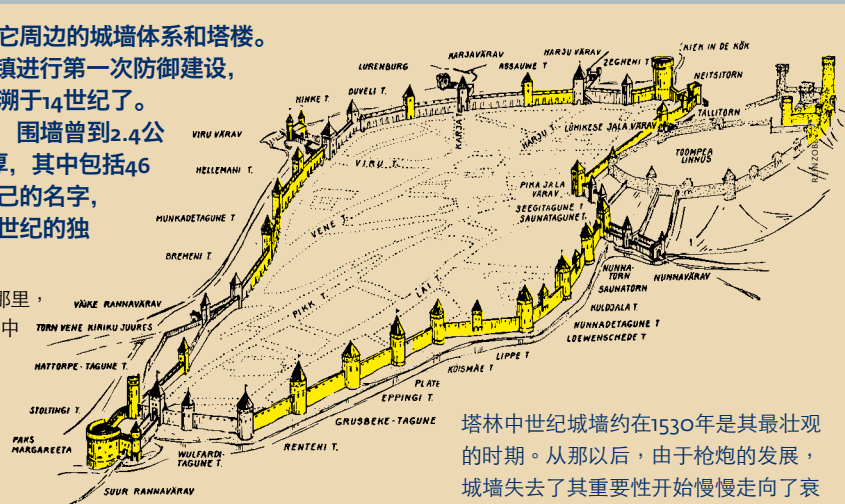 它周边的城墙体系和塔楼。
镇进行第一次防御建设，
溯于14世纪了。
围墙曾到2.4公
厚，其中包括46
己的名字，
世纪的独
那里，
中
LURENBURG
KARJAVÄRAV
ASSAUWE T
HARJU VÄRAV
ZEGHENI T
KIEK IN DE KÖK
NEITSITORN
TALLITORN
HINKE T.
DUVELI T.
VIRU VÄRAV
HELLEMANI T.
MUNKADETAGUNE T
BREMENI T.
VÄIKE RANNAVÄRAV
TORN VENE KIRIKU JUURES
HATTORPE-TAGUNE T.
STOLTINGI T.
PAKS
MARGAREETA
SUUR RANNAVÄRAV
WULFARDI-
TAGUNE T.
RENTENI T.
GRUSBEKE-TAGUNE
EPPINGI T.
PLATE
KÖISMÄE T
LIPPE T
LOEWENSCHEDE T
NUNNADETAGUNE T
KULDJALA T.
SAUNATORN
NUNNA-
TORN
NUNNAVÄRAV
SAUNATAGUNE T.
SEEGITAGUNE T
PIKA JALA
VÄRAV
LÜHIKESE JALA VÄRAV
TOOMPEA
LINNUS
KARJA T.
HARJU T.
VIRU T.
VENE T.
PIKK T.
LAI T.
塔林中世纪城墙约在1530年是其最壮观
的时期。从那以后，由于枪炮的发展，
城墙失去了其重要性开始慢慢走向了衰